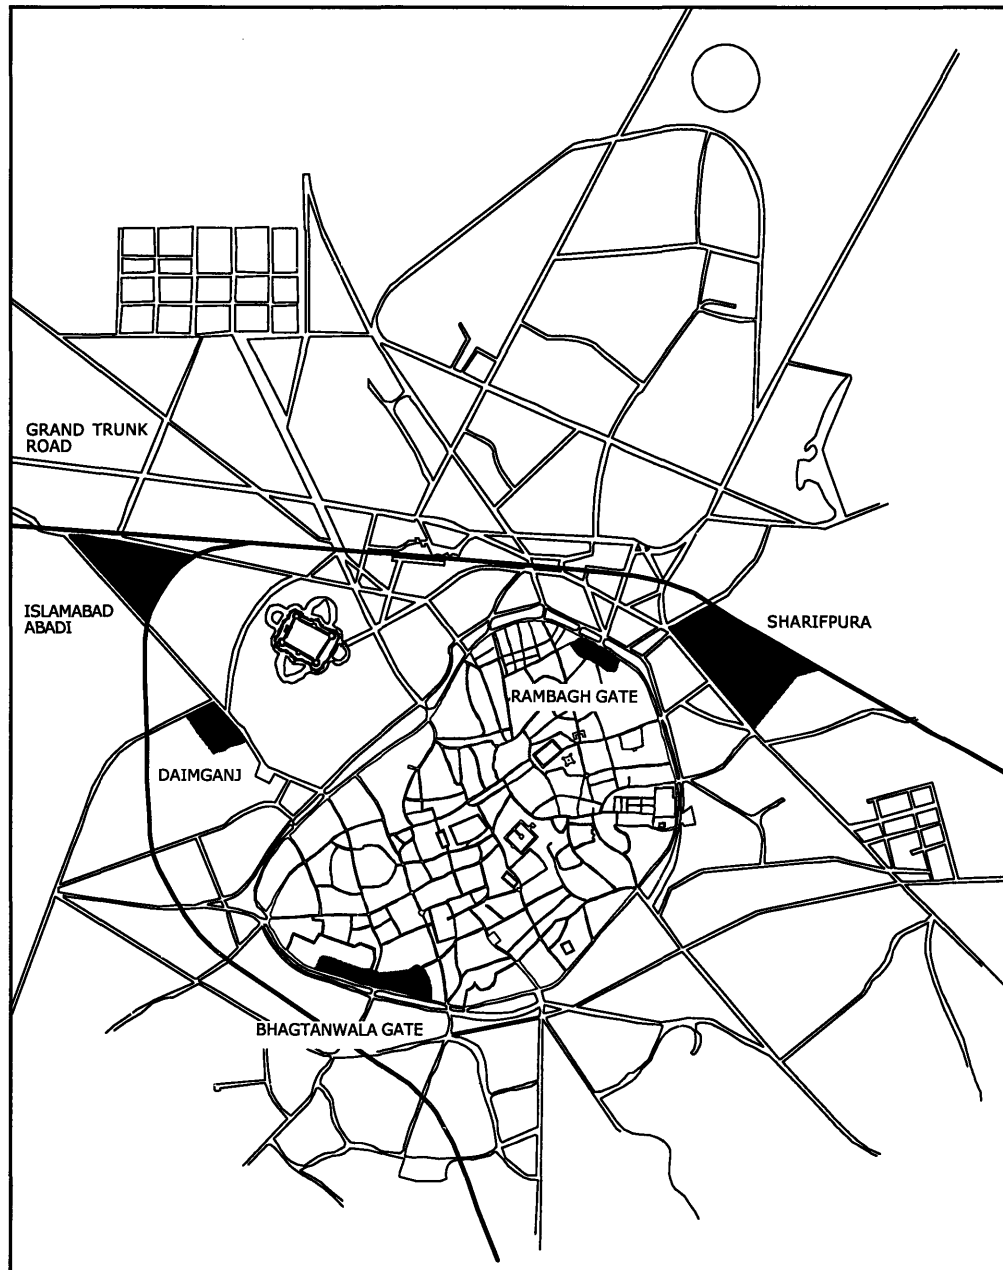 GRAND TRUNK
ROAD
ISLAMABAD
ABADI
SHARIFPURA
RAMBAGH GATE
DAIMGANJ
BHAGTANWALA GATE